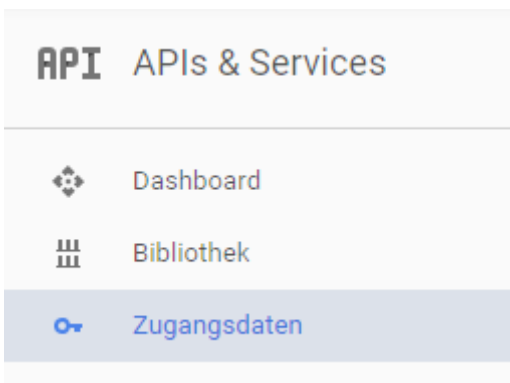 API APIs & Services
Dashboard
Bibliothek
Zugangsdaten